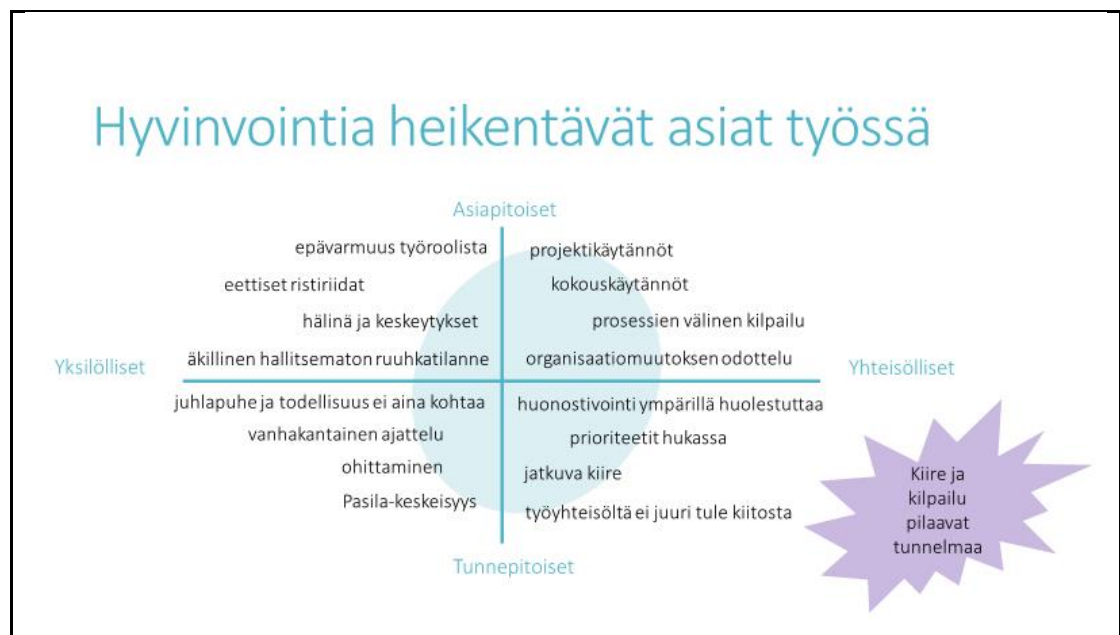 Hyvinvointia heikentävät asiat työssä
Asiapitoiset
epävarmuus työroolista
eettiset ristiriidat
hälinä ja keskeytykset
äkillinen hallitsematon ruuhkatilanne
projektikäytännöt
kokouskäytännöt
prosessien välinen kilpailu
organisaatiomuutoksen odottelu
Yksilölliset
Yhteisölliset
juhlapuhe ja todellisuus ei aina kohtaa
vanhakantainen ajattelu
ohittaminen
Pasila-keskeisyys
huonostivointi ympärillä huolestuttaa
prioriteetit hukassa
jatkuva kiire
työyhteisöltä ei juuri tule kiitosta
Tunnepitoiset
Kiire ja
kilpailu
pilaavat
tunnelmaa